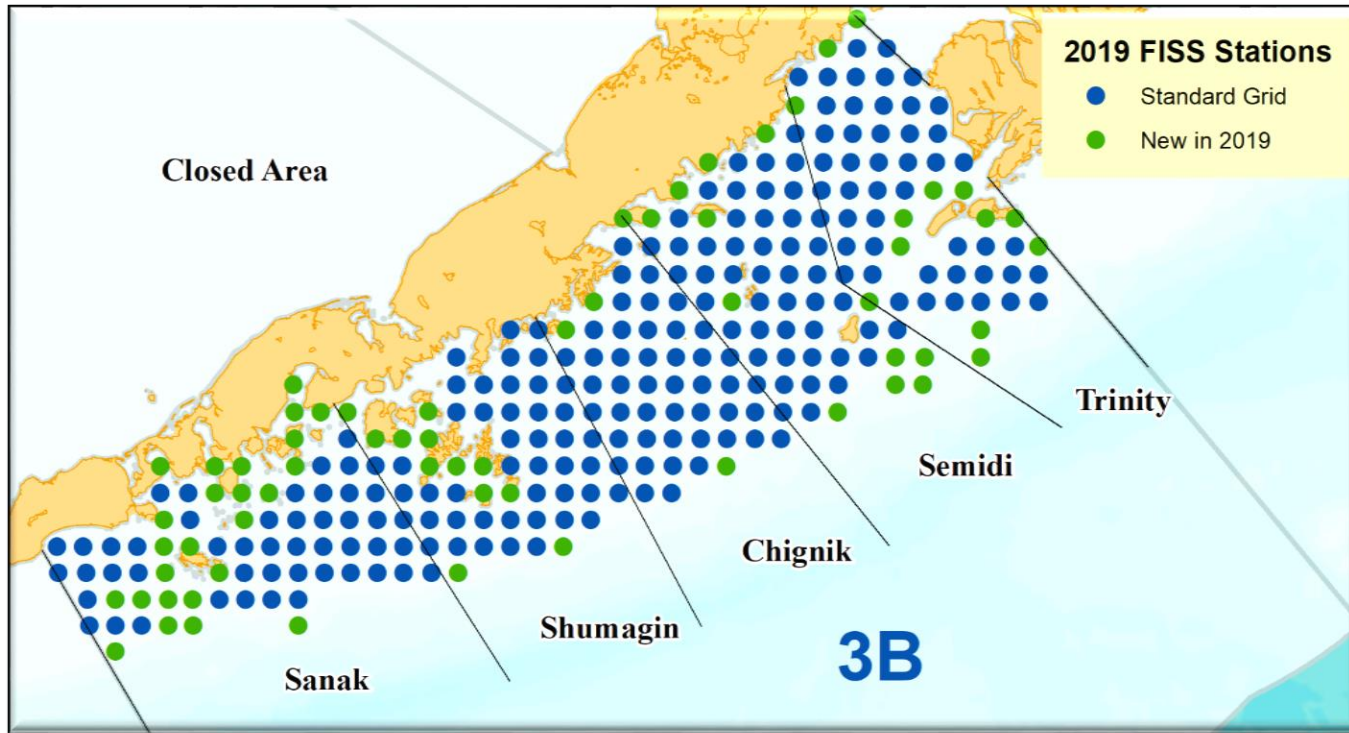 2019 FISS Stations
Standard Grid
New in 2019
Closed Area
Trinity
Semidi
Chignik
Shumagin
3B
Sanak